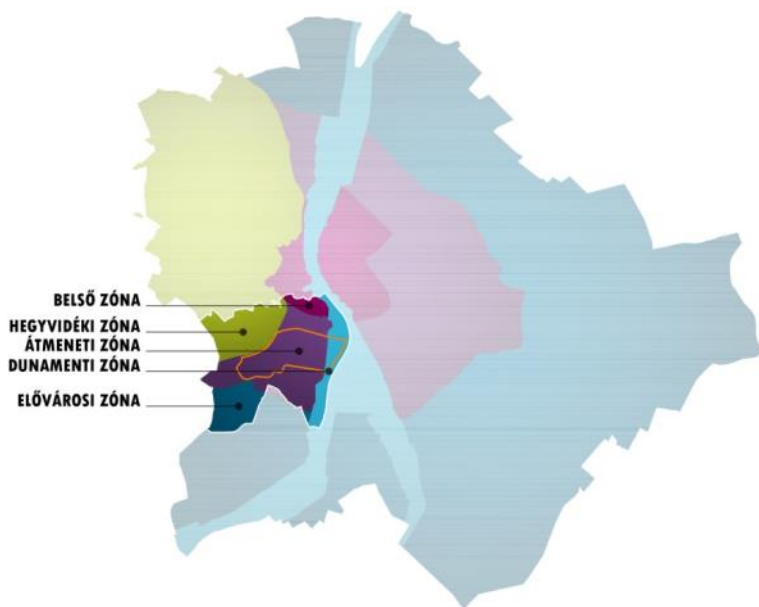 BELSŐ ZÓNA
HEGYVIDÉKI ZÓNA
ÁTMENETI ZÓNA
DUNAMENTI ZÓNA
ELŐVÁROSI ZÓNA